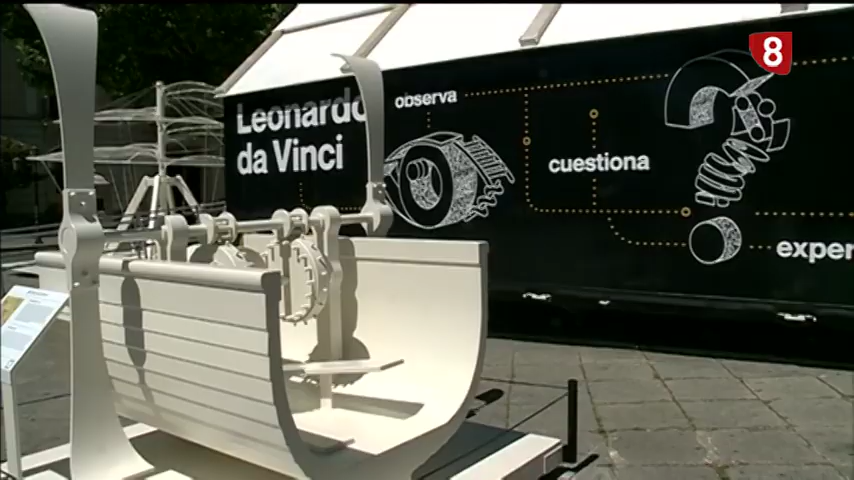 8
Leonardo
da Vinci
observa
cuestiona
exper